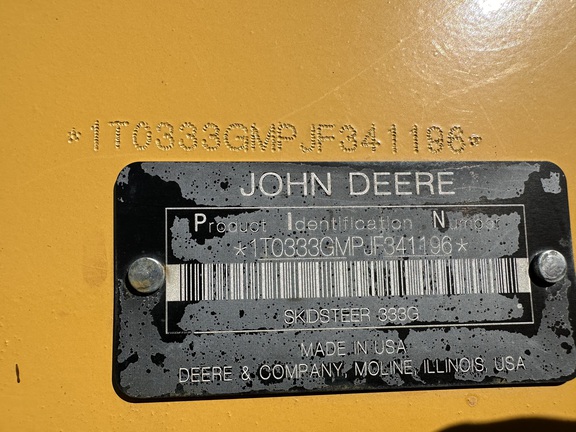 *1T0333GMPJF341196*
JOHN DEERE
Product Identification Number
*1T0333GMPJF341196*
SKIDSTEER 333G
MADE IN USA
DEERE & COMPANY, MOLINE, ILLINOIS, USA